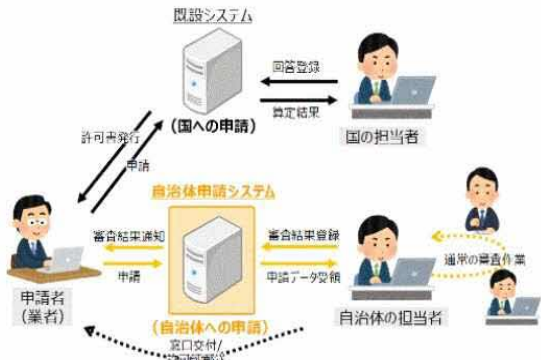 既設システム
回答登録
算定結果
(国への申請)
国の担当者
許可書発行
申請
自治体申請システム
審査結果通知
審査結果登録
通常の審査作業
申請
申請データ受領
申請者
(業者)
(自治体への申請)
自治体の担当者
窓口交付/